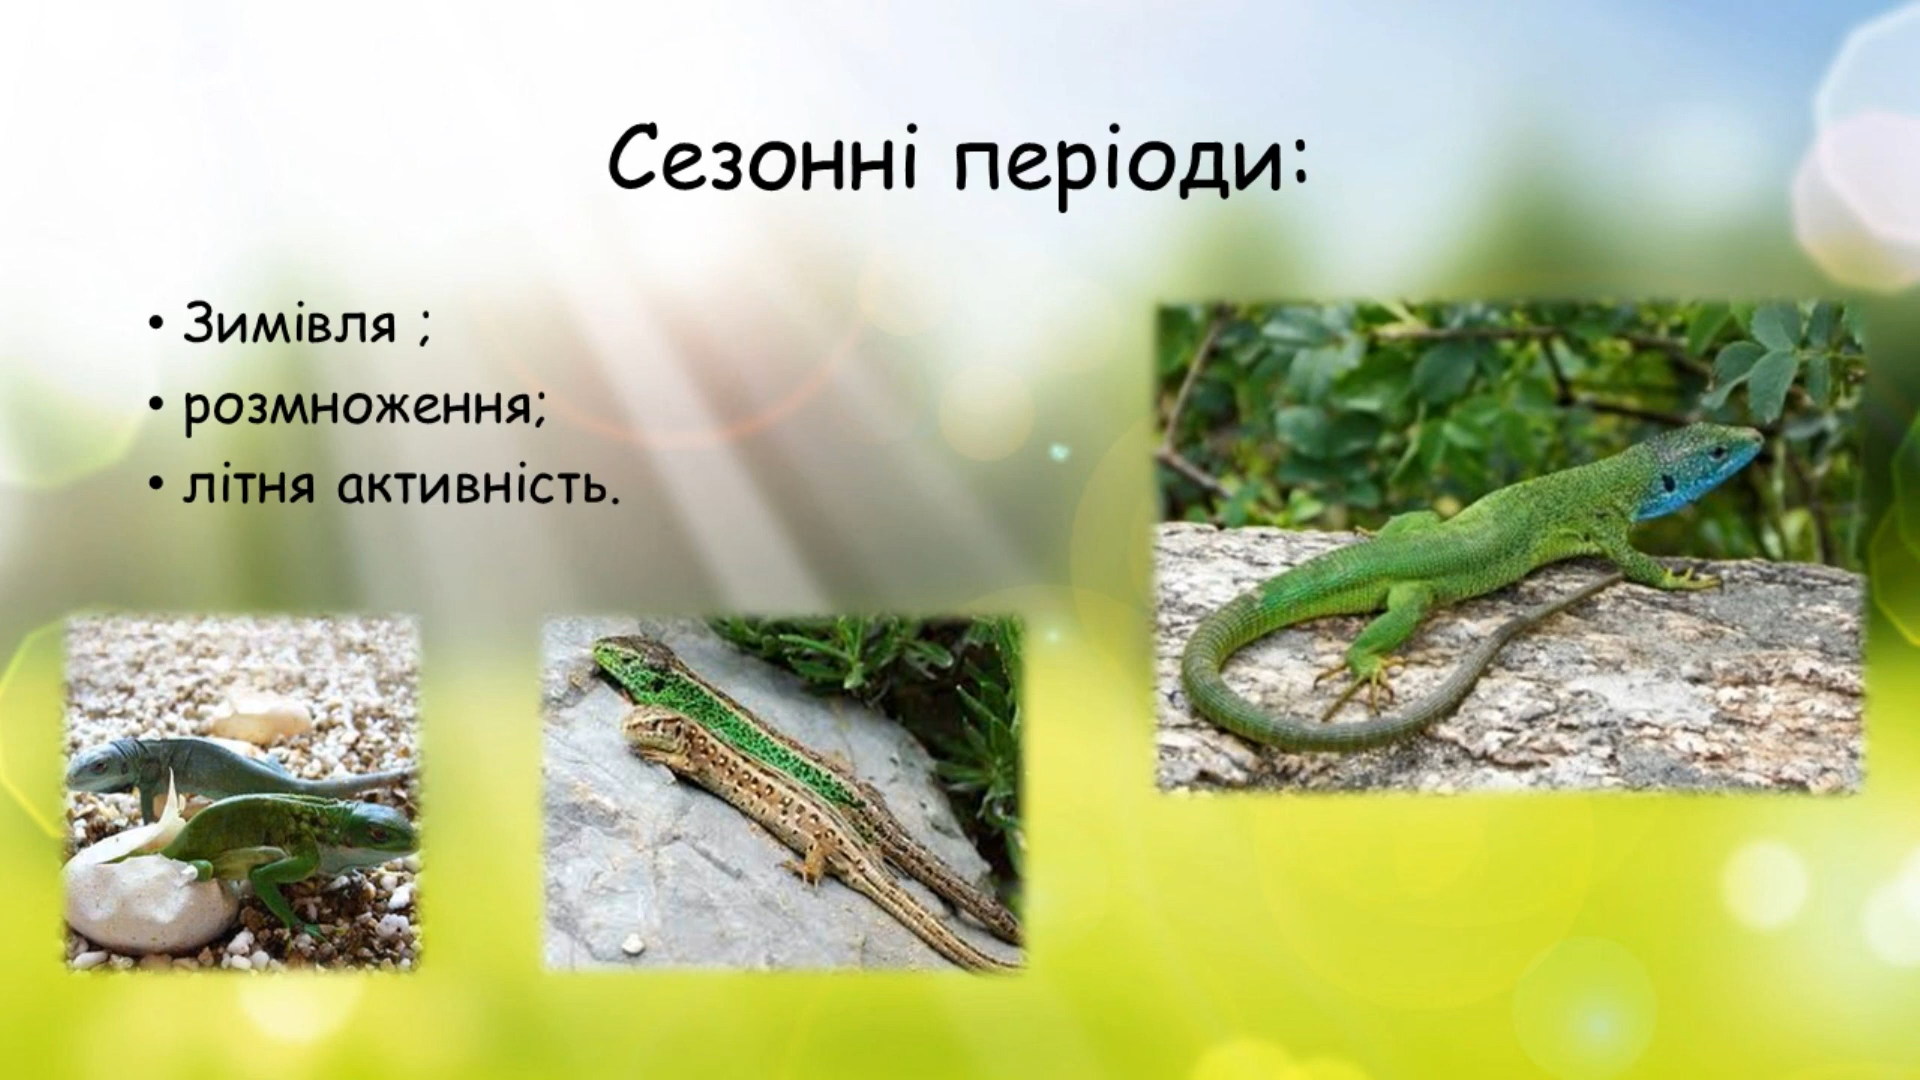 Сезонні періоди:
• Зимівля ;
• розмноження;
• літня активність.